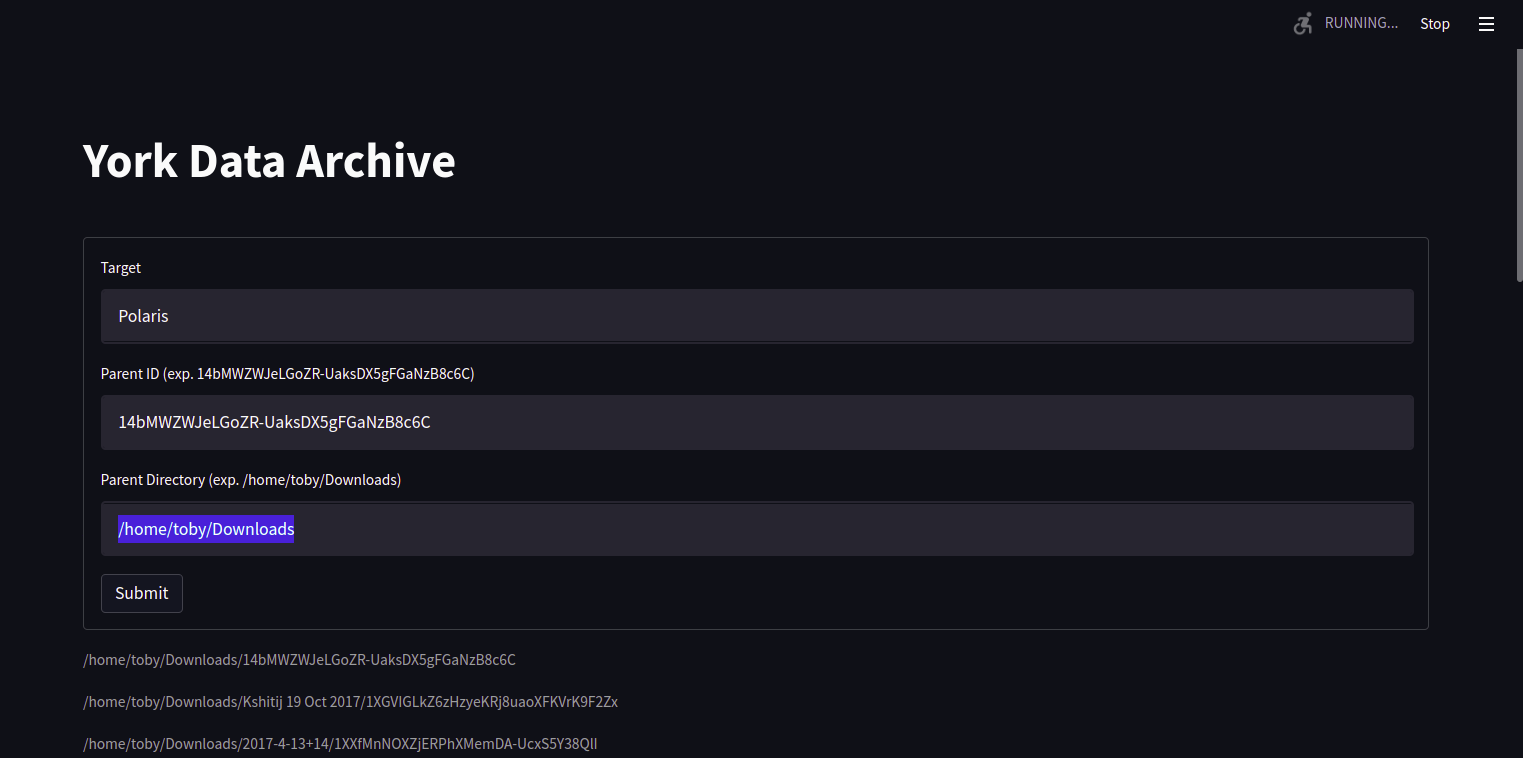 RUNNING...
Stop
York Data Archive
Target
Polaris
Parent ID (exp. 14bMWZWJeLGoZR-UaksDX5gFGaNzB8c6C)
14bMWZWJeLGoZR-UaksDX5gFGaNzB8c6C
Parent Directory (exp. /home/toby/Downloads)
/home/toby/Downloads
Submit
/home/toby/Downloads/14bMWZWJeLGoZR-UaksDX5gFGaNzB8c6C
/home/toby/Downloads/Kshitij 19 Oct 2017/1XGVIGLkZ6zHzyeKRj8uaoXFKVrK9F2Zx
/home/toby/Downloads/2017-4-13+14/1XXfMnNOXZjERPhXMemDA-UcxS5Y38QlI